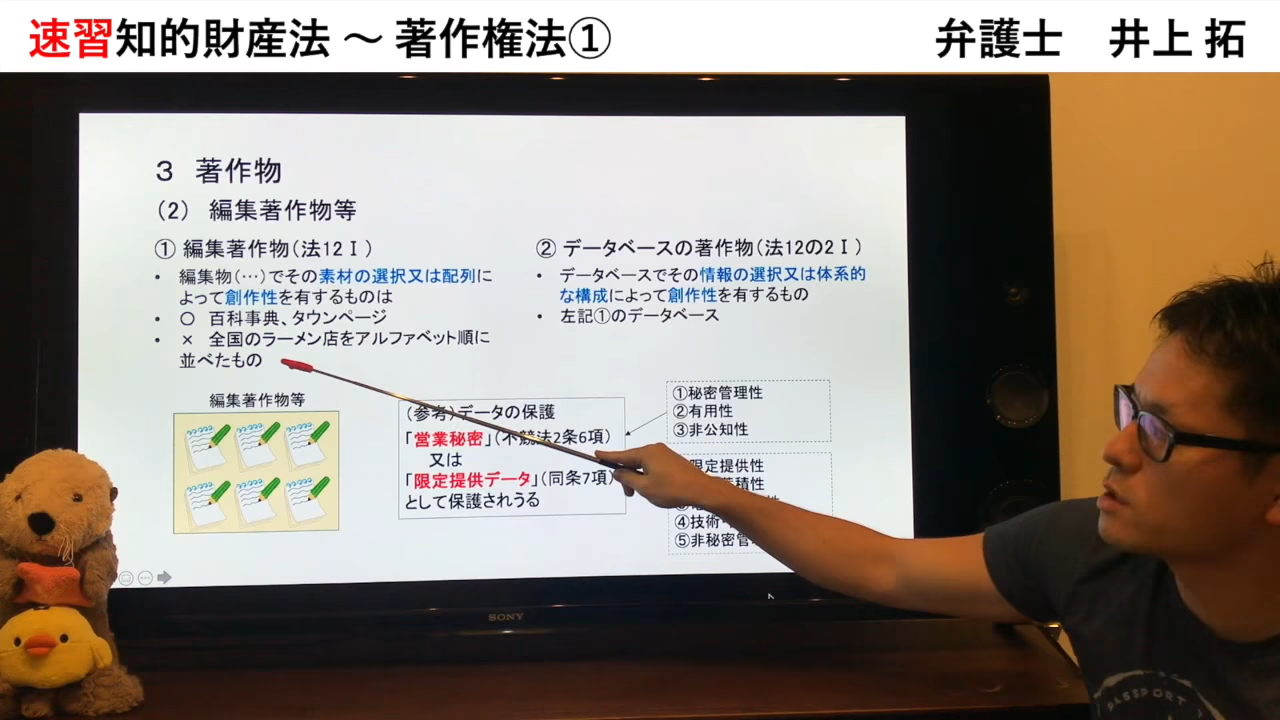 速習知的財産法 ～ 著作権法①
弁護士 井上 拓
３ 著作物
（2） 編集著作物等
① 編集著作物（法12Ⅰ）
・ 編集物（…）でその素材の選択又は配列に
よって創作性を有するものは
・ 〇 百科事典、タウンページ
・ × 全国のラーメン店をアルファベット順に
並べたもの
② データベースの著作物（法12の2Ⅰ）
・ データベースでその情報の選択又は体系的
な構成によって創作性を有するもの
・ 左記①のデータベース
編集著作物等
（参考）データの保護
「営業秘密」（不競法2条6項）
又は
「限定提供データ」（同条7項）
として保護されうる
①秘密管理性
②有用性
③非公知性
限定提供性
蓄積性
④技術
⑤非秘密管
SONY
PASSPORT